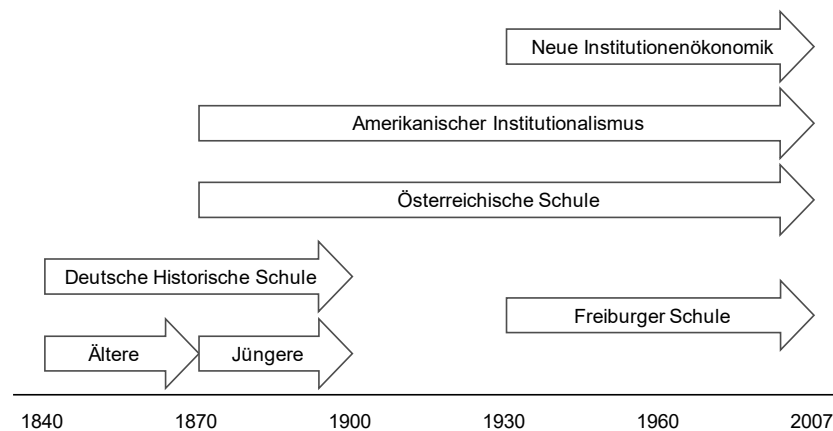 Neue Institutionenökonomik
Amerikanischer Institutionalismus
Österreichische Schule
Deutsche Historische Schule
Freiburger Schule
Ältere
Jüngere
1840 1870 1900 1930 1960 2007